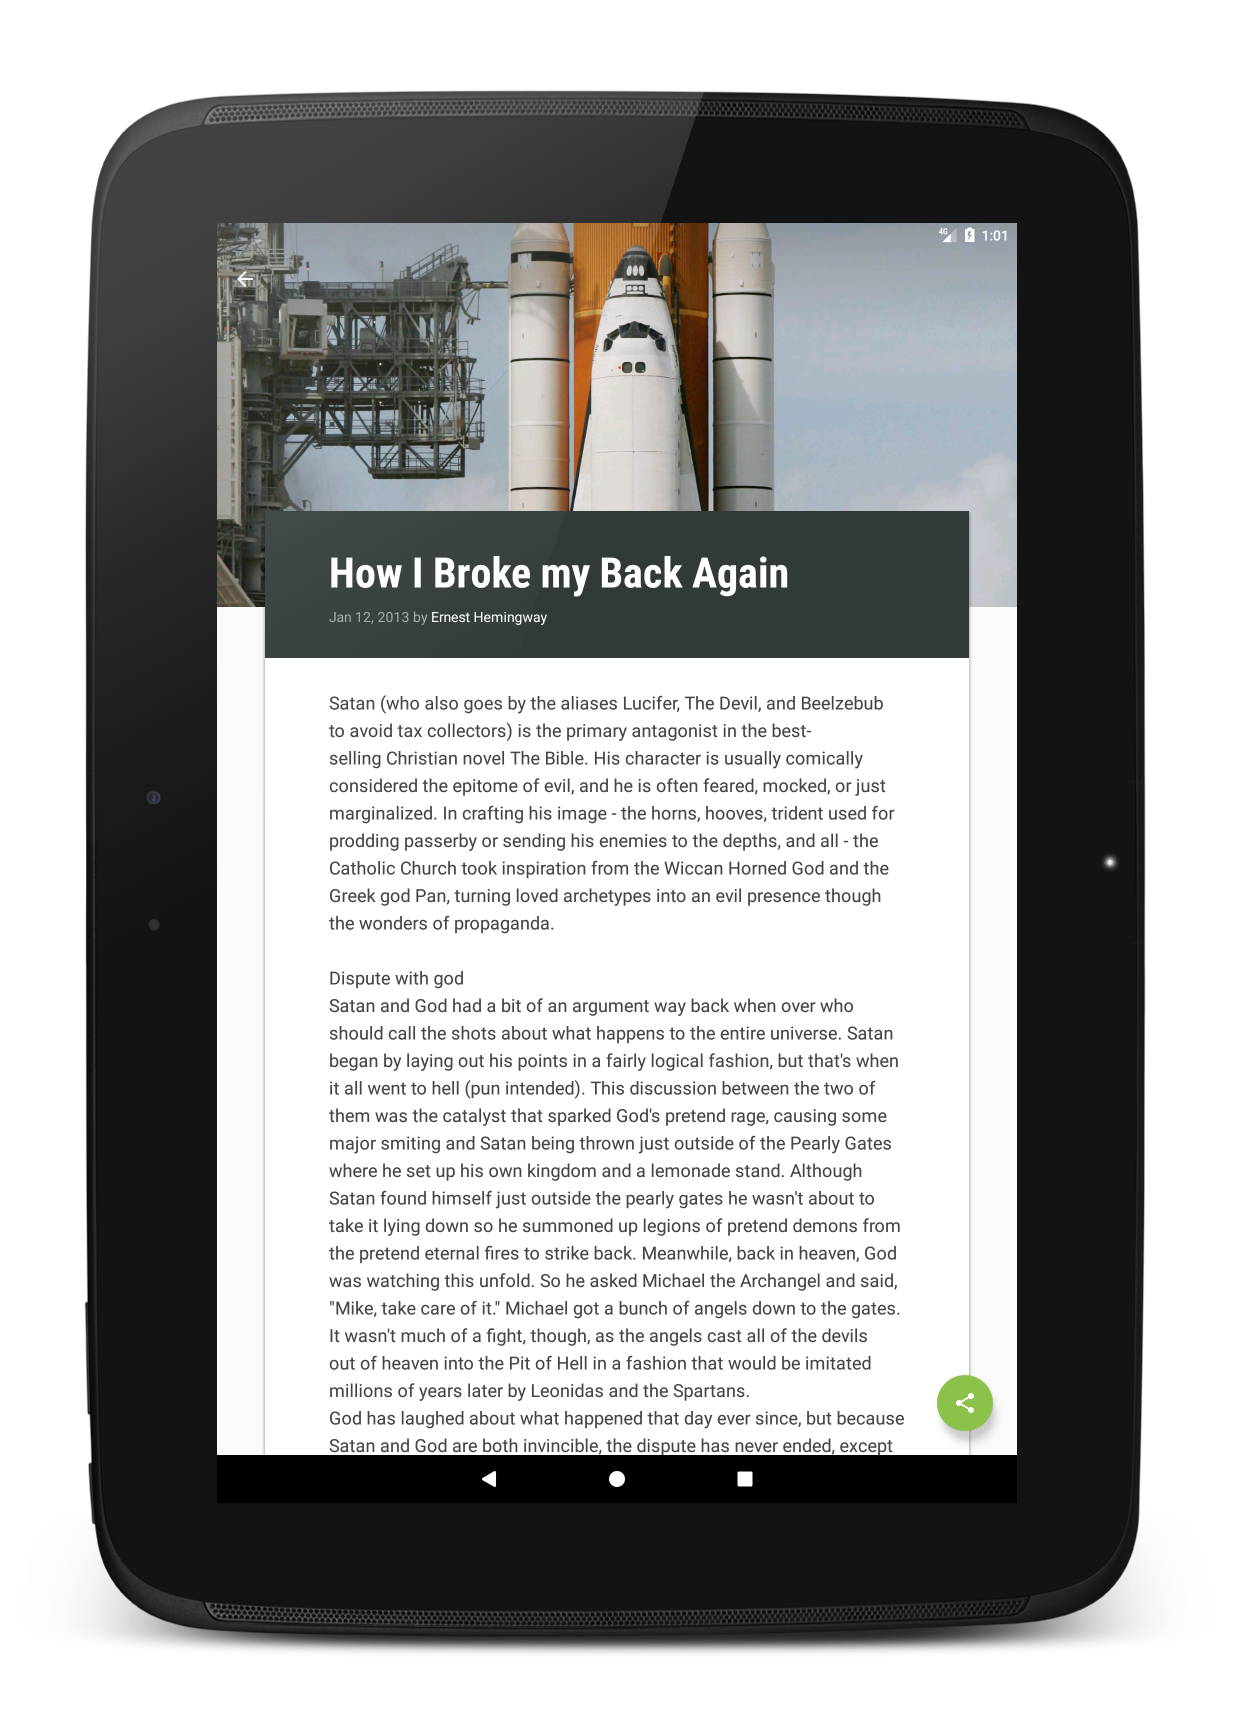 4G 1:01
How I Broke my Back Again
Jan 12, 2013 by Ernest Hemingway
Satan (who also goes by the aliases Lucifer, The Devil, and Beelzebub
to avoid tax collectors) is the primary antagonist in the best-
selling Christian novel The Bible. His character is usually comically
considered the epitome of evil, and he is often feared, mocked, or just
marginalized. In crafting his image - the horns, hooves, trident used for
prodding passerby or sending his enemies to the depths, and all - the
Catholic Church took inspiration from the Wiccan Horned God and the
Greek god Pan, turning loved archetypes into an evil presence though
the wonders of propaganda.
Dispute with god
Satan and God had a bit of an argument way back when over who
should call the shots about what happens to the entire universe. Satan
began by laying out his points in a fairly logical fashion, but that's when
it all went to hell (pun intended). This discussion between the two of
them was the catalyst that sparked God's pretend rage, causing some
major smiting and Satan being thrown just outside of the Pearly Gates
where he set up his own kingdom and a lemonade stand. Although
Satan found himself just outside the pearly gates he wasn't about to
take it lying down so he summoned up legions of pretend demons from
the pretend eternal fires to strike back. Meanwhile, back in heaven, God
was watching this unfold. So he asked Michael the Archangel and said,
"Mike, take care of it." Michael got a bunch of angels down to the gates.
It wasn't much of a fight, though, as the angels cast all of the devils
out of heaven into the Pit of Hell in a fashion that would be imitated
millions of years later by Leonidas and the Spartans.
God has laughed about what happened that day ever since, but because
Satan and God are both invincible, the dispute has never ended, except